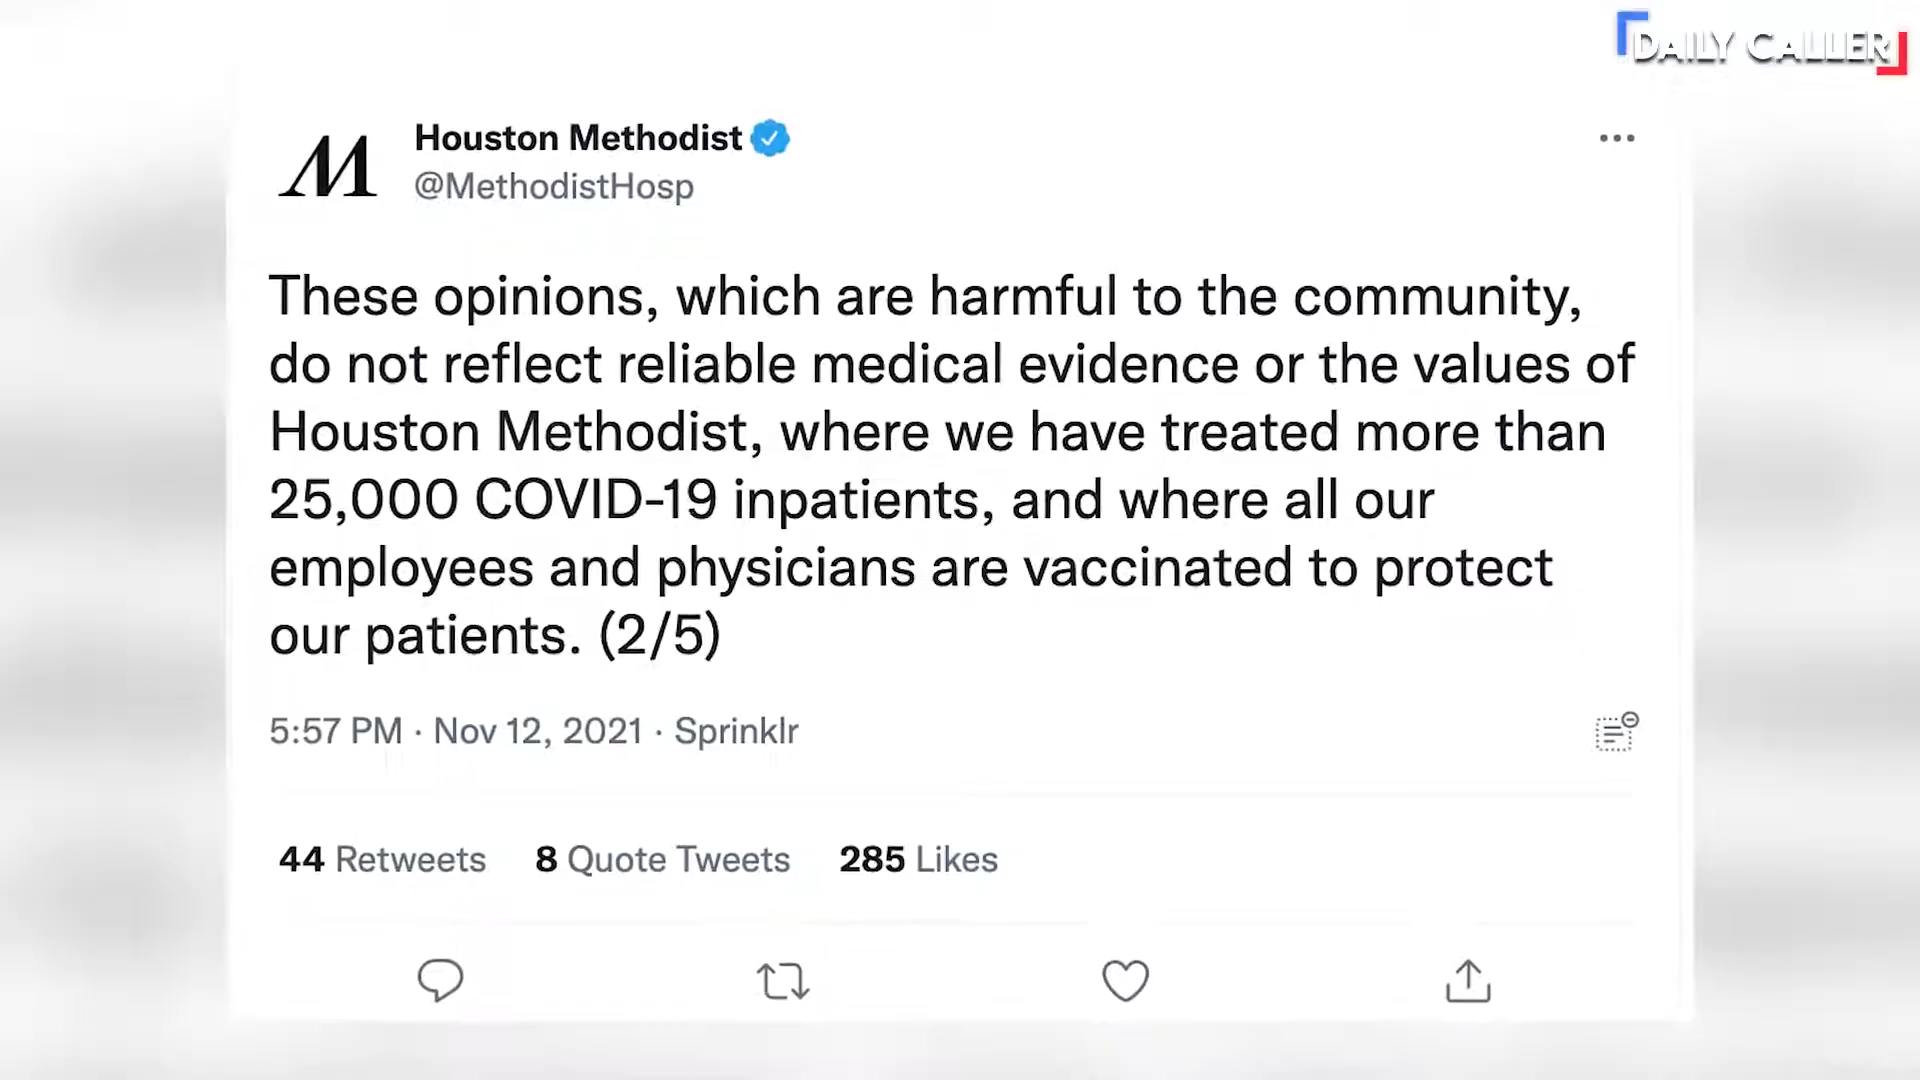 DAILY CALLER
M
Houston Methodist
@MethodistHosp
These opinions, which are harmful to the community,
do not reflect reliable medical evidence or the values of
Houston Methodist, where we have treated more than
25,000 COVID-19 inpatients, and where all our
employees and physicians are vaccinated to protect
our patients. (2/5)
5:57 PM · Nov 12, 2021 · Sprinklr
44 Retweets 8 Quote Tweets 285 Likes